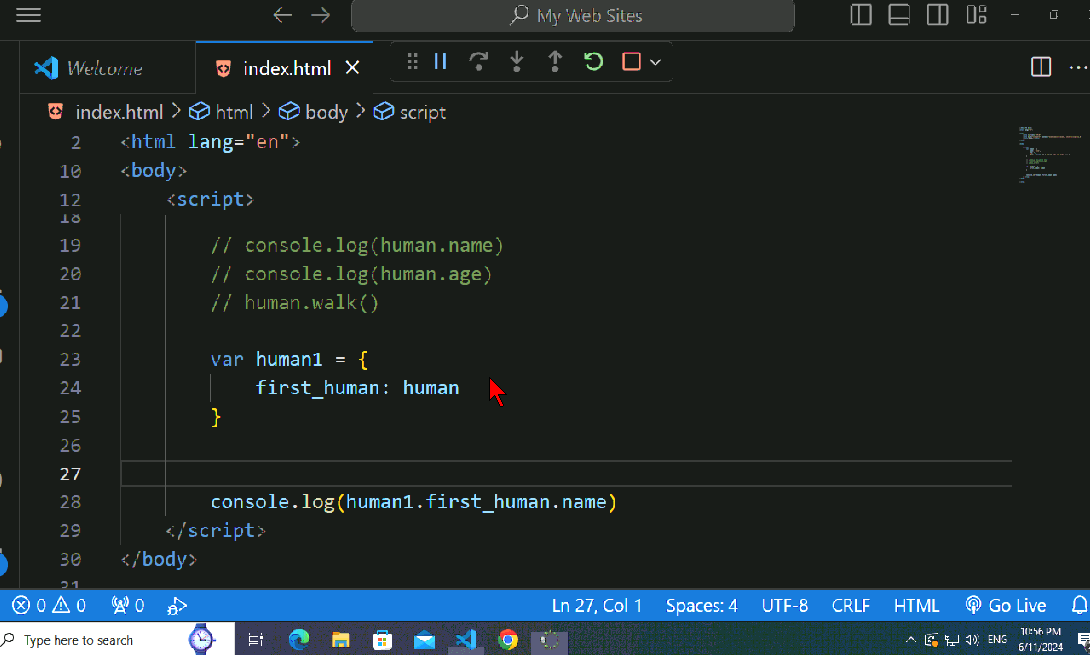 My Web Sites
Welcome
index.html
index.html > html > body > script
2 <html lang="en">
10 <body>
12 <script>
18
19 // console.log(human.name)
20 // console.log(human.age)
21 // human.walk()
22
23 var human1 = {
24 first_human: human
25 }
26
27
28 console.log(human1.first_human.name)
29 </script>
30 </body>
31
0 0 0 Ln 27, Col 1 Spaces: 4 UTF-8 CRLF HTML Go Live
Type here to search ENG 10:56 PM
6/11/2024